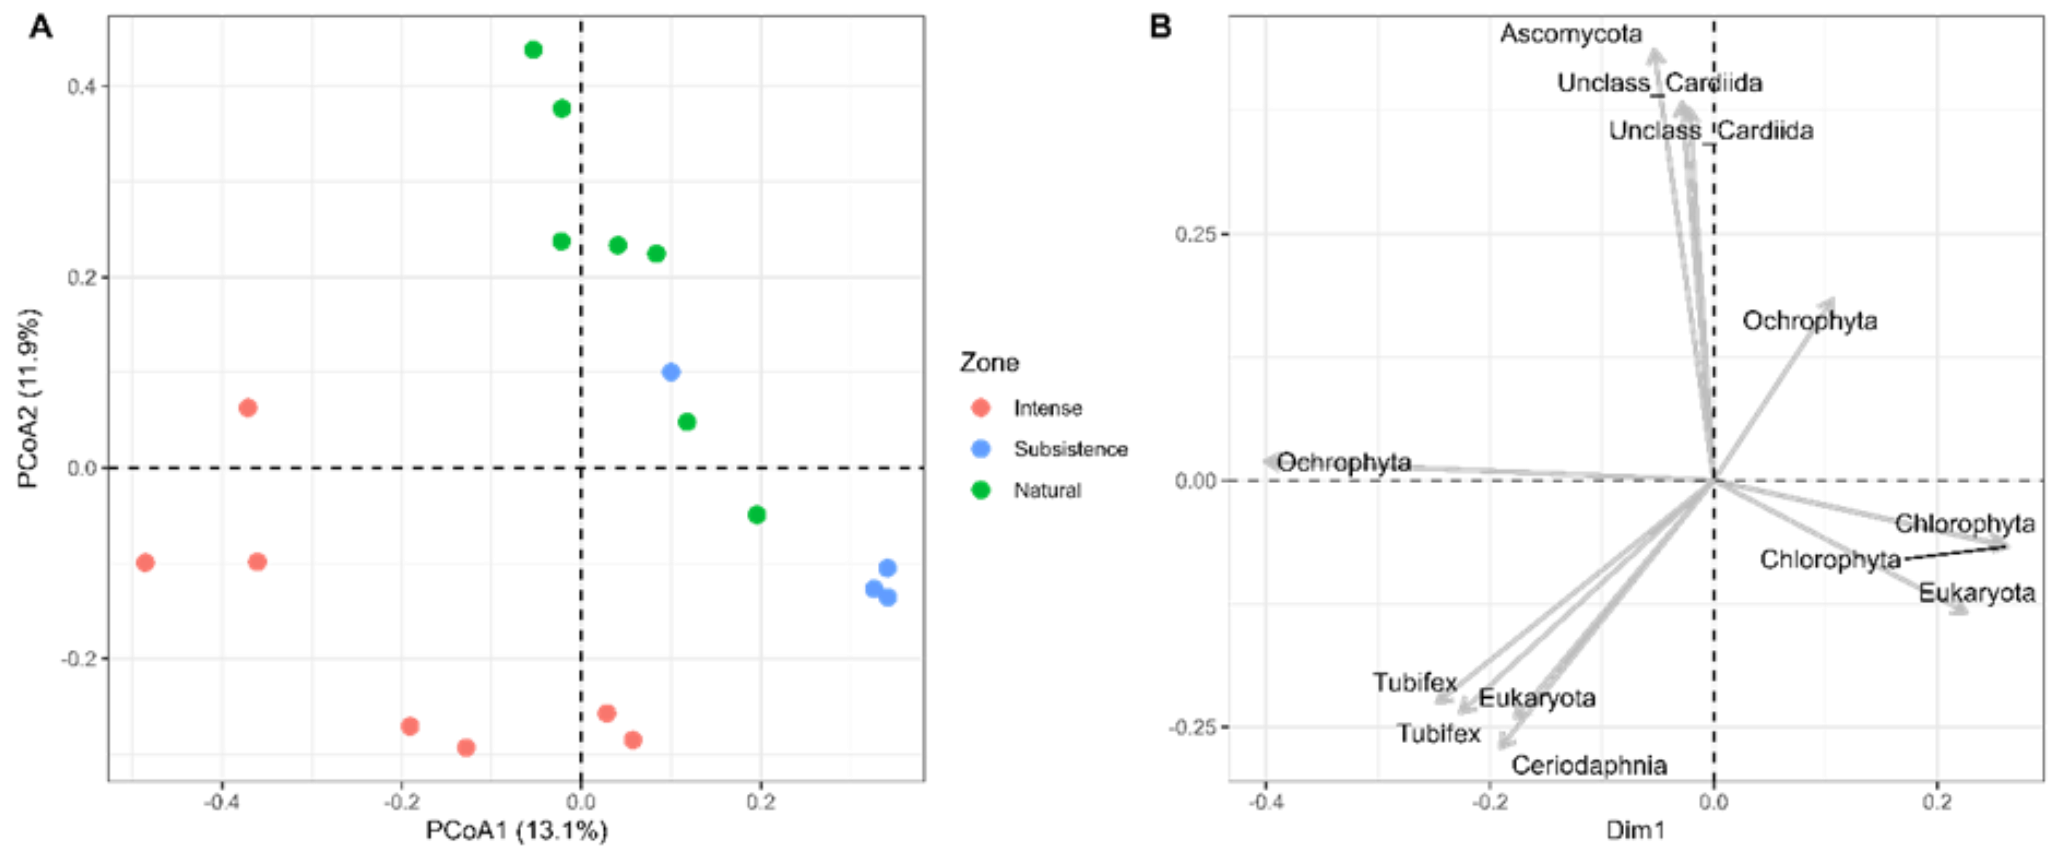 A
PCoA2 (11.9%)
0.4
0.2
0.0
-0.2
-0.4
-0.2
0.0
0.2
PCoA1 (13.1%)
Zone
Intense
Subsistence
Natural
B
0.25
0.00
-0.25
Ascomycota
Unclass_Cardiida
Unclass_Cardiida
Ochrophyta
Ochrophyta
Chlorophyta
Chlorophyta
Eukaryota
Tubifex
Eukaryota
Tubifex
Ceriodaphnia
-0.4
-0.2
0.0
0.2
Dim1